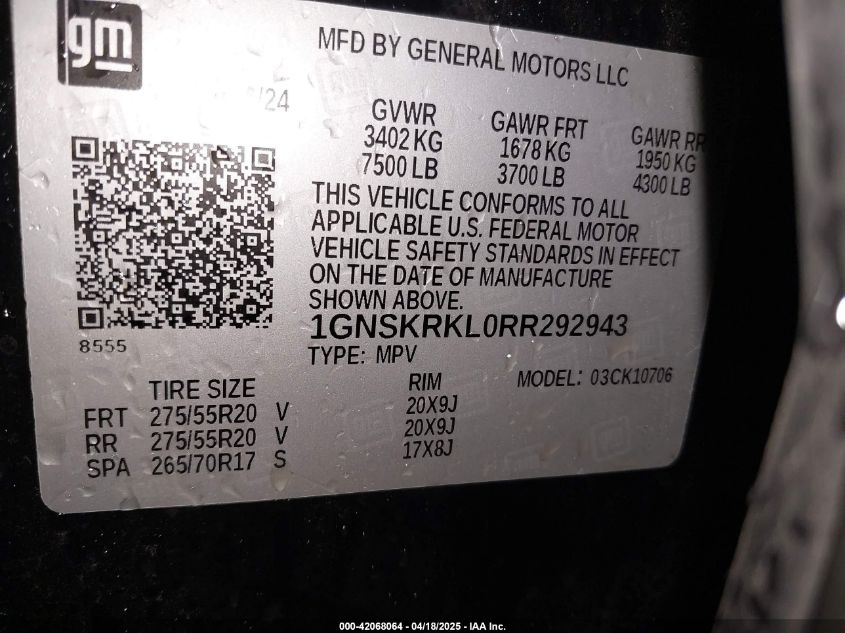 gm
MFD BY GENERAL MOTORS LLC
/24
GVWR
3402 KG
7500 LB
GAWR FRT
1678 KG
3700 LB
GAWR RR
1950 KG
4300 LB
THIS VEHICLE CONFORMS TO ALL
APPLICABLE U.S. FEDERAL MOTOR
VEHICLE SAFETY STANDARDS IN EFFECT
ON THE DATE OF MANUFACTURE
SHOWN ABOVE.
1GNSKRKL0RR292943
8555
TYPE: MPV
MODEL: 03CK10706
TIRE SIZE RIM
FRT 275/55R20 V 20X9J
RR 275/55R20 V 20X9J
SPA 265/70R17 S 17X8J
000-42068064 - 04/18/2025 - IAA Inc.